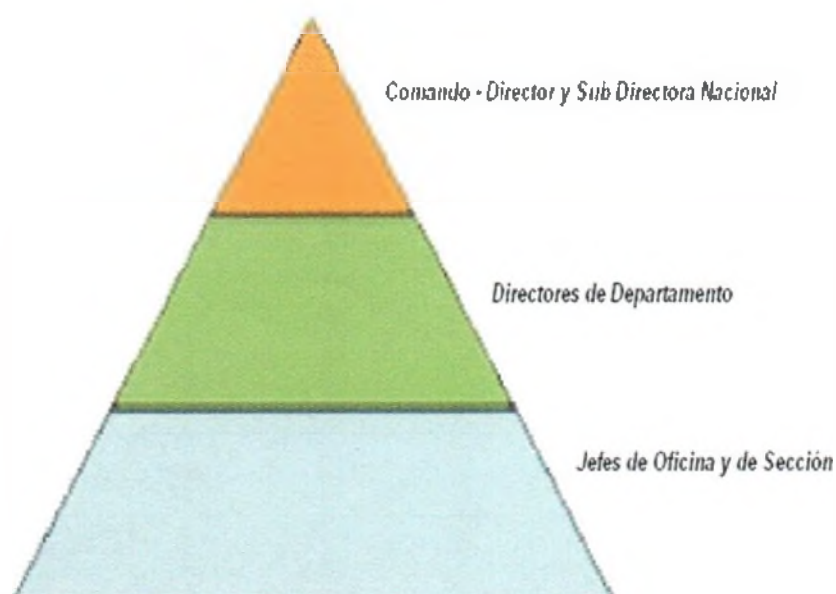 Comando - Director y Sub Directora Nacional
Directores de Departamento
Jefes de Oficina y de Sección